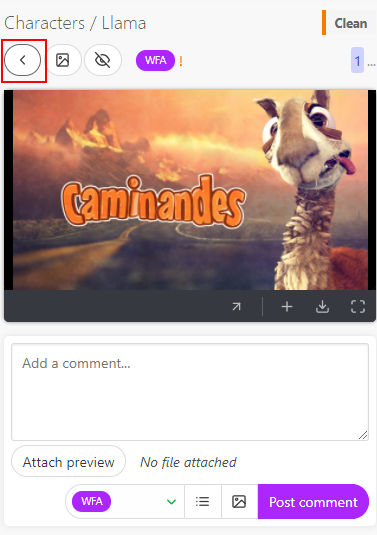 Characters / Llama
Clean
WFA !
1 ...
Caminandes
Add a comment...
Attach preview
No file attached
WFA
Post comment